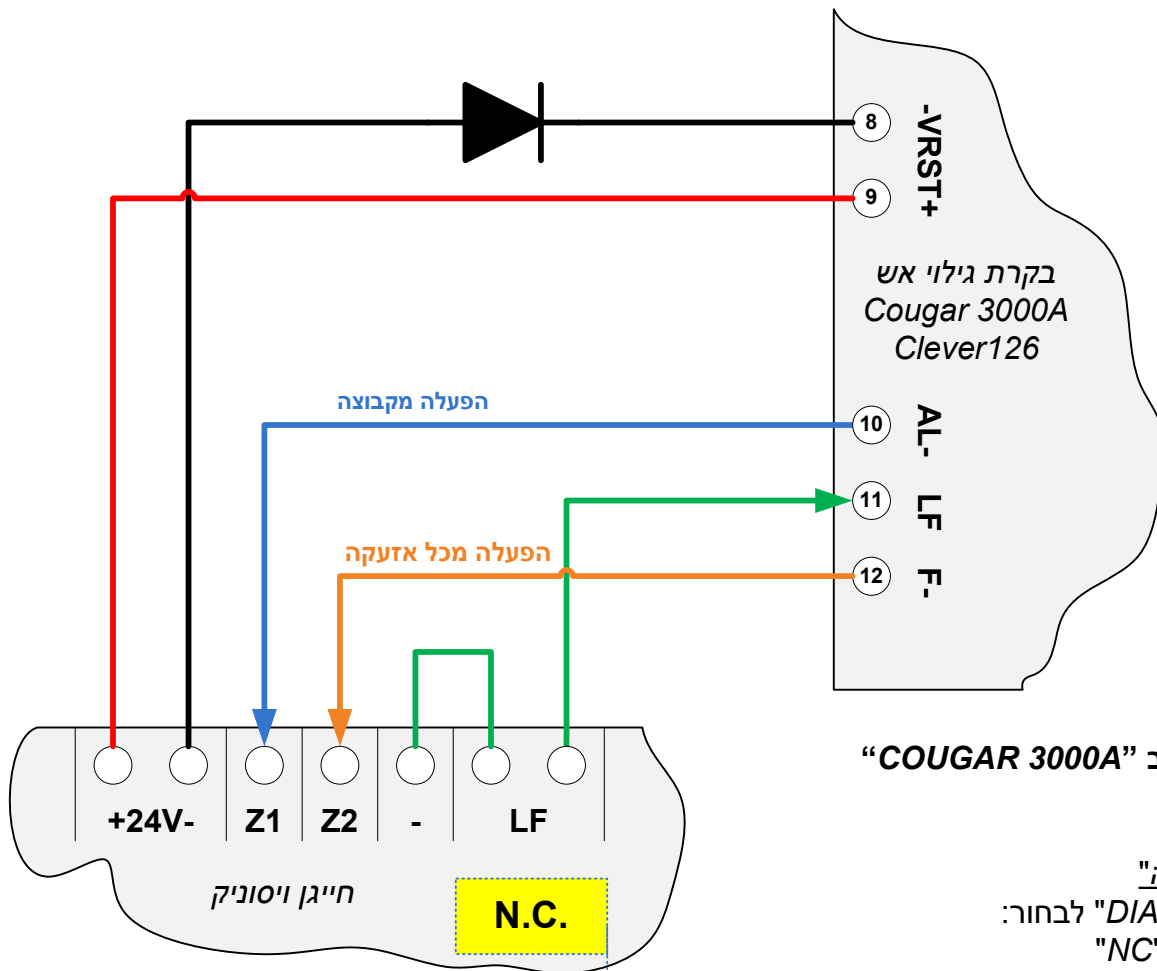 8
-VRST+
9
בקרת גילוי אש
Cougar 3000A
Clever126
הפעלה מקבוצה
10
AL-
11
LF
הפעלה מכל אזעקה
12
F-
ב "COUGAR 3000A“
+24V-
Z1
Z2
-
LF
חייגן ויסוניק
N.C.
ה"
DIA" לבחור:
"NC"